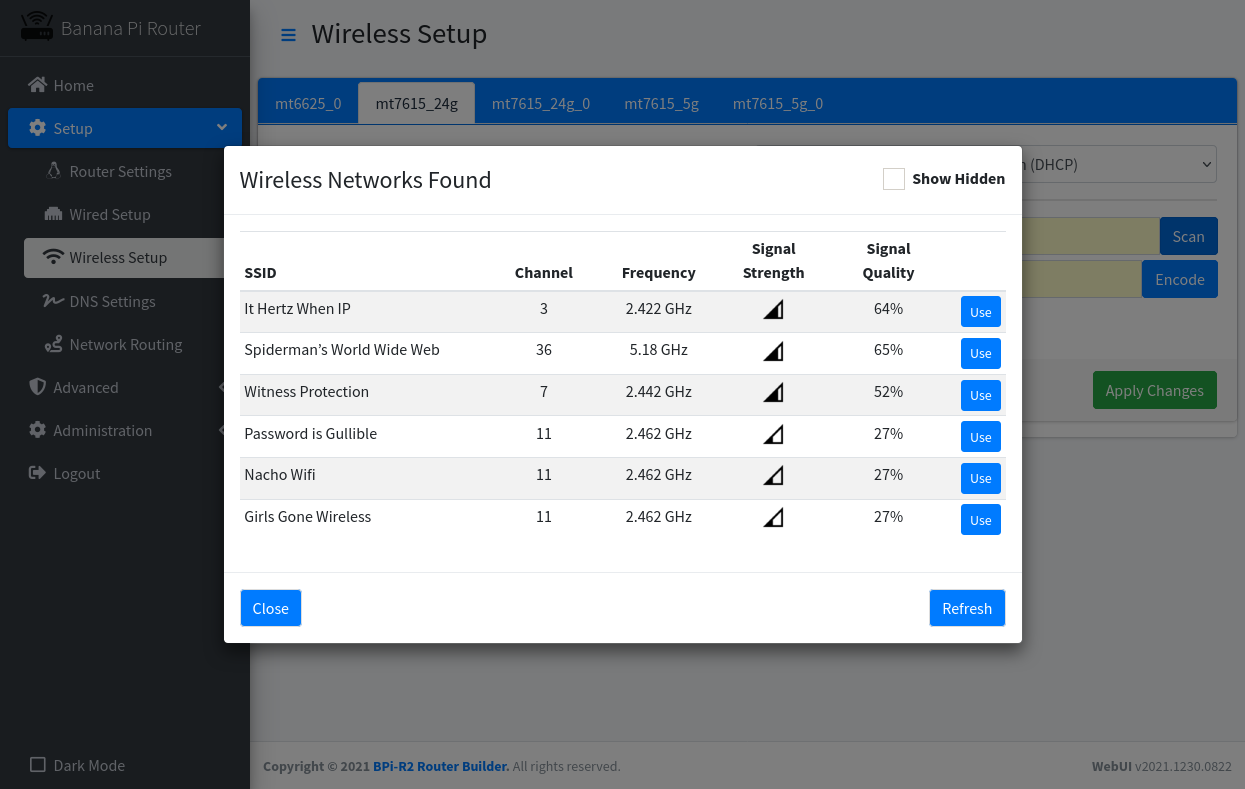 Banana Pi Router
Wireless Setup
Home
Setup
Router Settings
Wired Setup
Wireless Setup
DNS Settings
Network Routing
Advanced
Administration
Logout
Dark Mode
mt6625_0 mt7615_24g mt7615_24g_0 mt7615_5g mt7615_5g_0
(DHCP)
Scan
Encode
Apply Changes
Wireless Networks Found
Show Hidden
SSID Channel Frequency Signal Strength Signal Quality
It Hertz When IP 3 2.422 GHz 64% Use
Spiderman’s World Wide Web 36 5.18 GHz 65% Use
Witness Protection 7 2.442 GHz 52% Use
Password is Gullible 11 2.462 GHz 27% Use
Nacho Wifi 11 2.462 GHz 27% Use
Girls Gone Wireless 11 2.462 GHz 27% Use
Close Refresh
Copyright © 2021 BPi-R2 Router Builder. All rights reserved. WebUI v2021.1230.0822